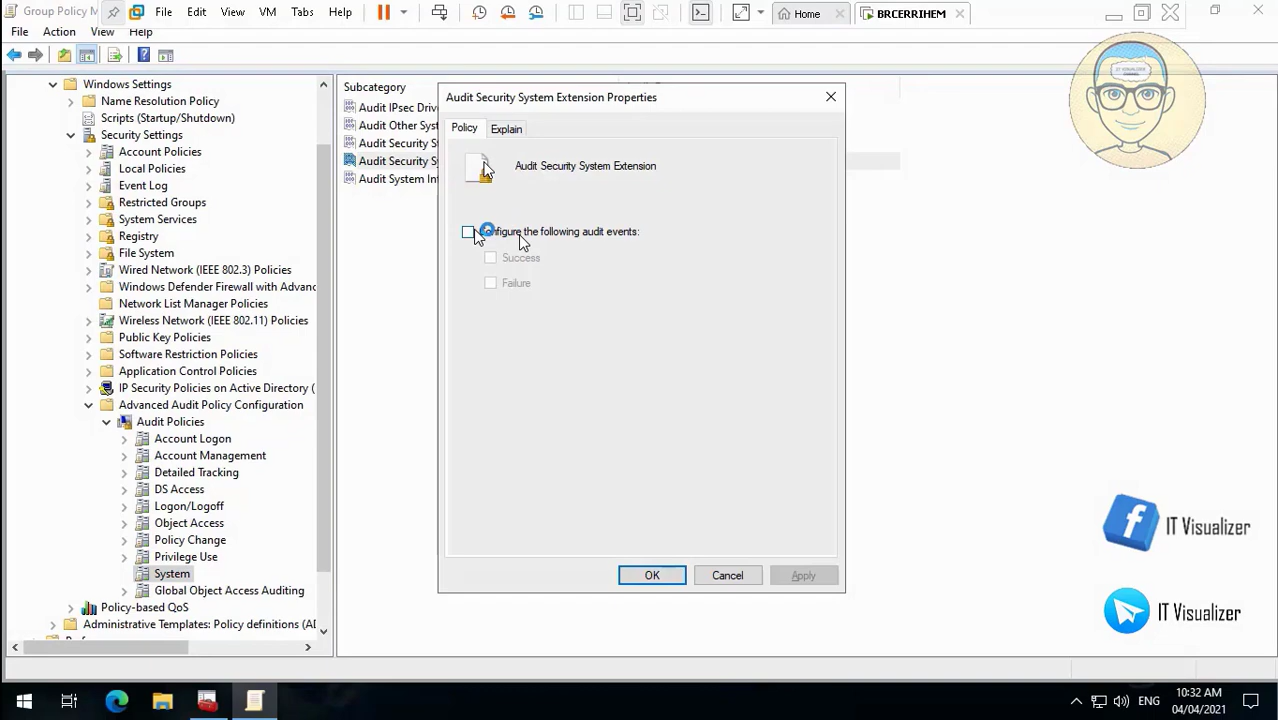 Group Policy M
File Edit View VM Tabs Help
Home
BRCERRIHEM
File Action View Help
IT VISUALIZER
CHANNEL
Windows Settings
Name Resolution Policy
Scripts (Startup/Shutdown)
Security Settings
Account Policies
Local Policies
Event Log
Restricted Groups
System Services
Registry
File System
Wired Network (IEEE 802.3) Policies
Windows Defender Firewall with Advanc
Network List Manager Policies
Wireless Network (IEEE 802.11) Policies
Public Key Policies
Software Restriction Policies
Application Control Policies
IP Security Policies on Active Directory (
Advanced Audit Policy Configuration
Audit Policies
Account Logon
Account Management
Detailed Tracking
DS Access
Logon/Logoff
Object Access
Policy Change
Privilege Use
System
Global Object Access Auditing
Policy-based QoS
Administrative Templates: Policy definitions (AD
Subcategory
Audit IPsec Driv
Audit Other Syst
Audit Security S
Audit Security Sy
Audit System Int
Audit Security System Extension Properties
Policy Explain
Audit Security System Extension
Configure the following audit events:
Success
Failure
OK Cancel Apply
IT Visualizer
IT Visualizer
ENG
10:32 AM
04/04/2021